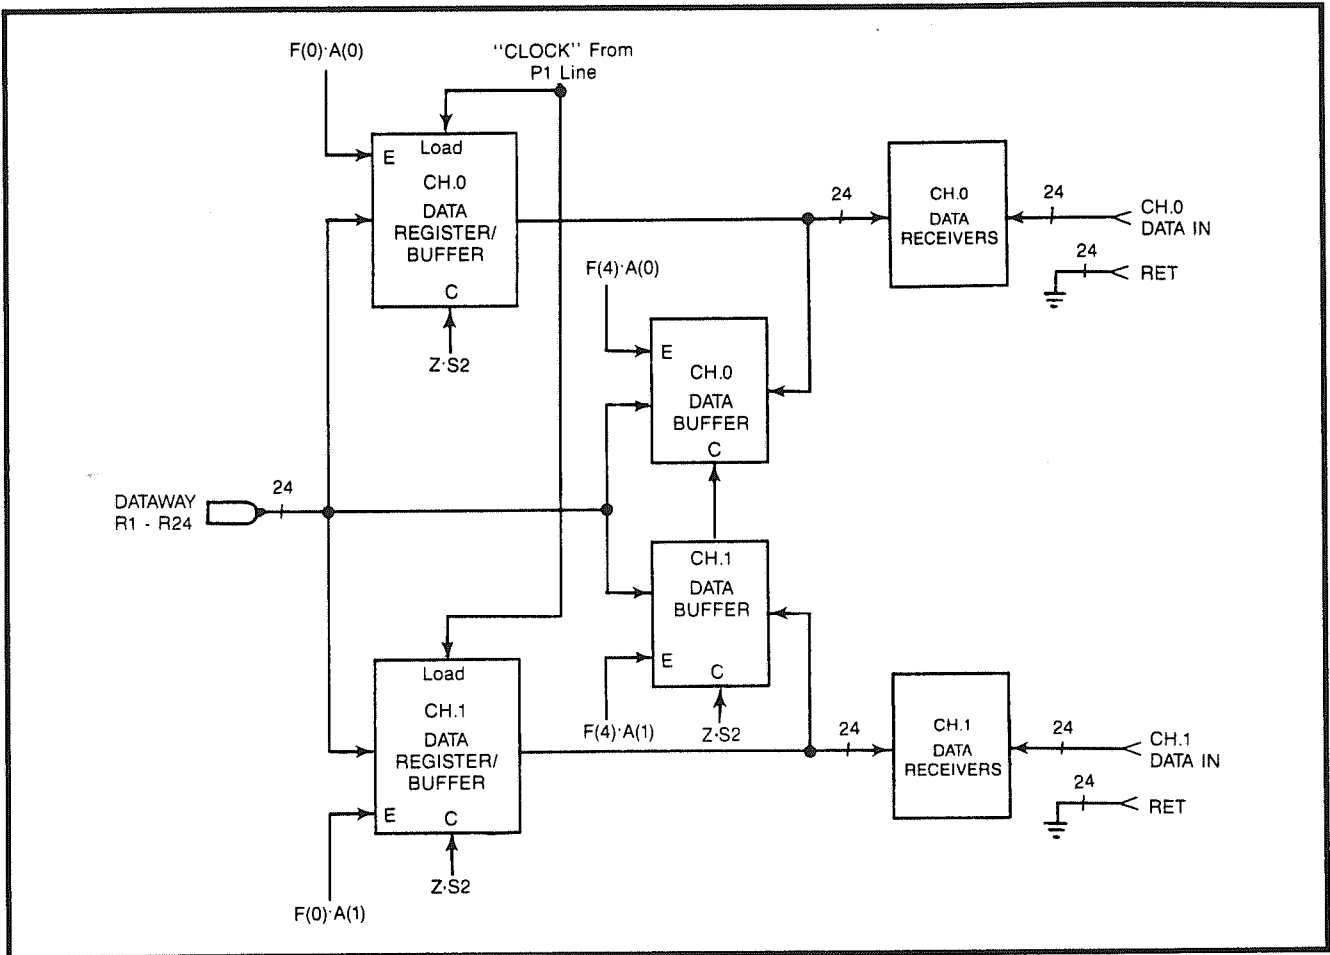 F(0)·A(0)
"CLOCK" From
P1 Line
Load
E
CH.0
DATA
REGISTER/
BUFFER
C
Z·S2
24
CH.0
DATA
RECEIVERS
24
CH.0
DATA IN
24
RET
F(4)·A(0)
E
CH.0
DATA
BUFFER
C
DATAWAY
R1 - R24
24
CH.1
DATA
BUFFER
E
C
F(4)·A(1)
Z·S2
Load
CH.1
DATA
REGISTER/
BUFFER
E
C
Z·S2
F(0)·A(1)
24
CH.1
DATA
RECEIVERS
24
CH.1
DATA IN
24
RET